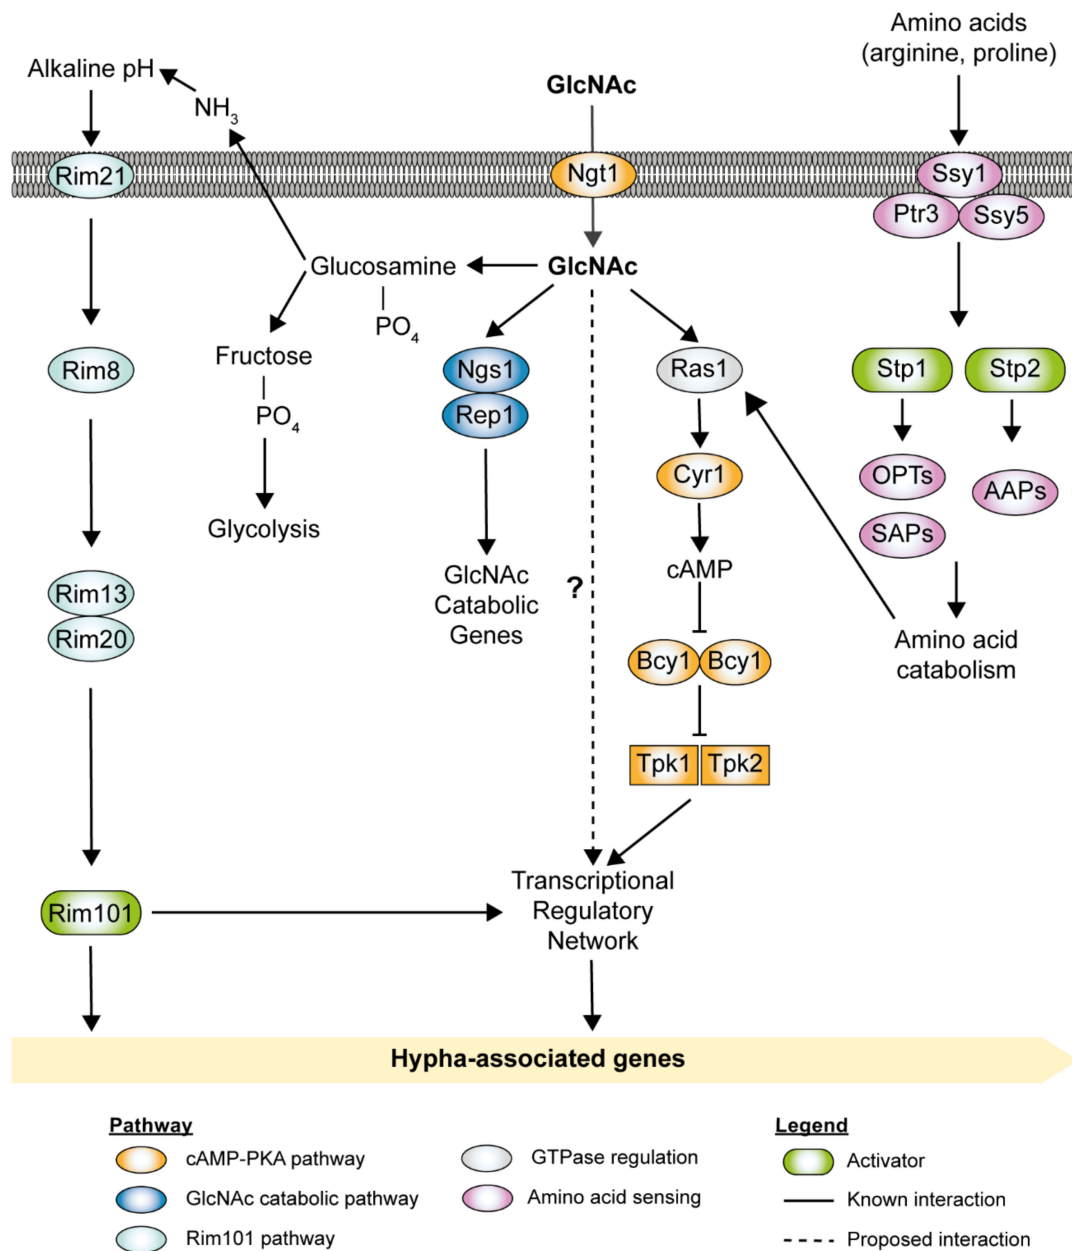 Amino acids
(arginine, proline)
Alkaline pH
NH3
GlcNAc
Rim21
Ngt1
Ssy1
Ptr3
Ssy5
Glucosamine
PO4
GlcNAc
Fructose
PO4
Glycolysis
Rim8
Ngs1
Rep1
Ras1
Stp1
Stp2
Cyr1
OPTs
AAPs
SAPs
cAMP
GlcNAc
Catabolic
Genes
?
Rim13
Rim20
Bcy1
Bcy1
Amino acid
catabolism
Tpk1
Tpk2
Rim101
Transcriptional
Regulatory
Network
Hypha-associated genes
Pathway
cAMP-PKA pathway
GlcNAc catabolic pathway
Rim101 pathway
GTPase regulation
Amino acid sensing
Legend
Activator
Known interaction
Proposed interaction